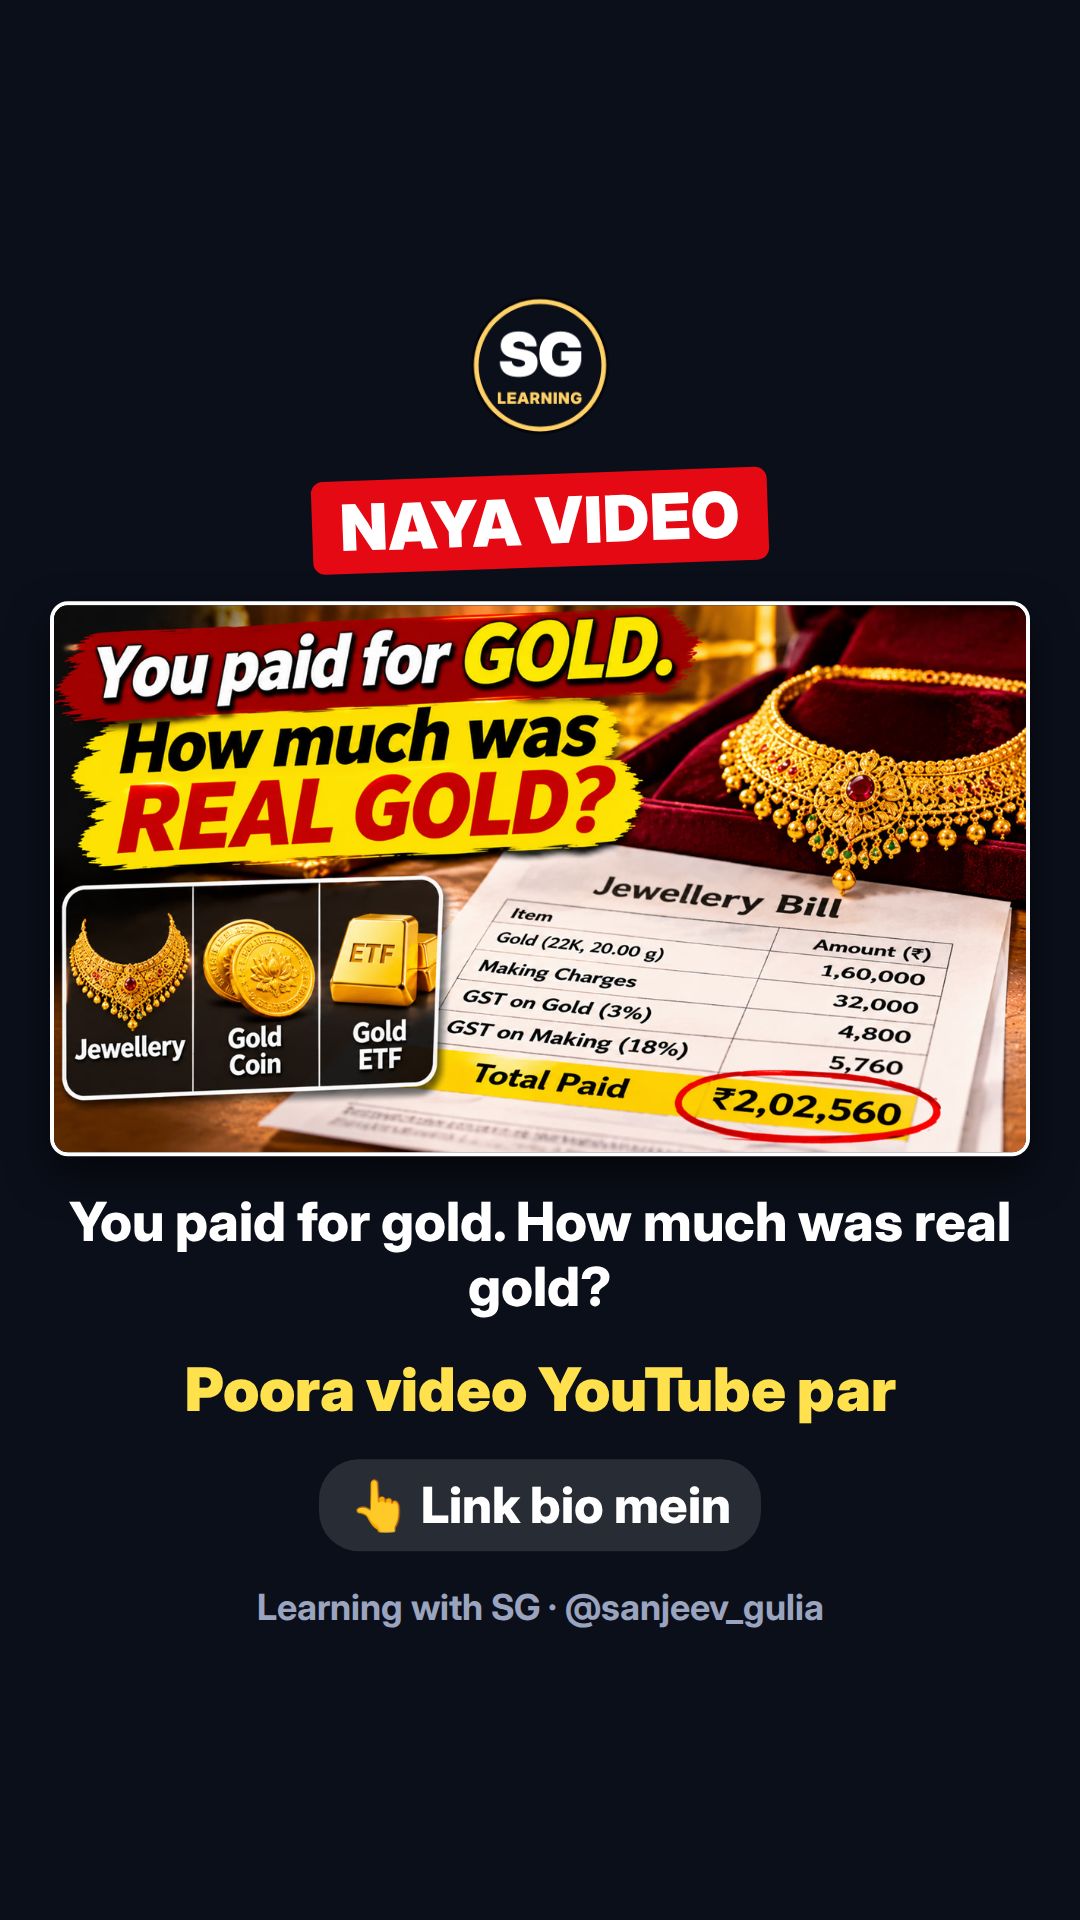 SG
LEARNING
NAYA VIDEO
You paid for GOLD.
How much was
REAL GOLD?
Jewellery
Gold
Coin
Gold
ETF
ETF
Jewellery Bill
Item Amount (₹)
Gold (22K, 20.00 g) 1,60,000
Making Charges 32,000
GST on Gold (3%) 4,800
GST on Making (18%) 5,760
Total Paid ₹2,02,560
You paid for gold. How much was real
gold?
Poora video YouTube par
👆 Link bio mein
Learning with SG · @sanjeev_gulia